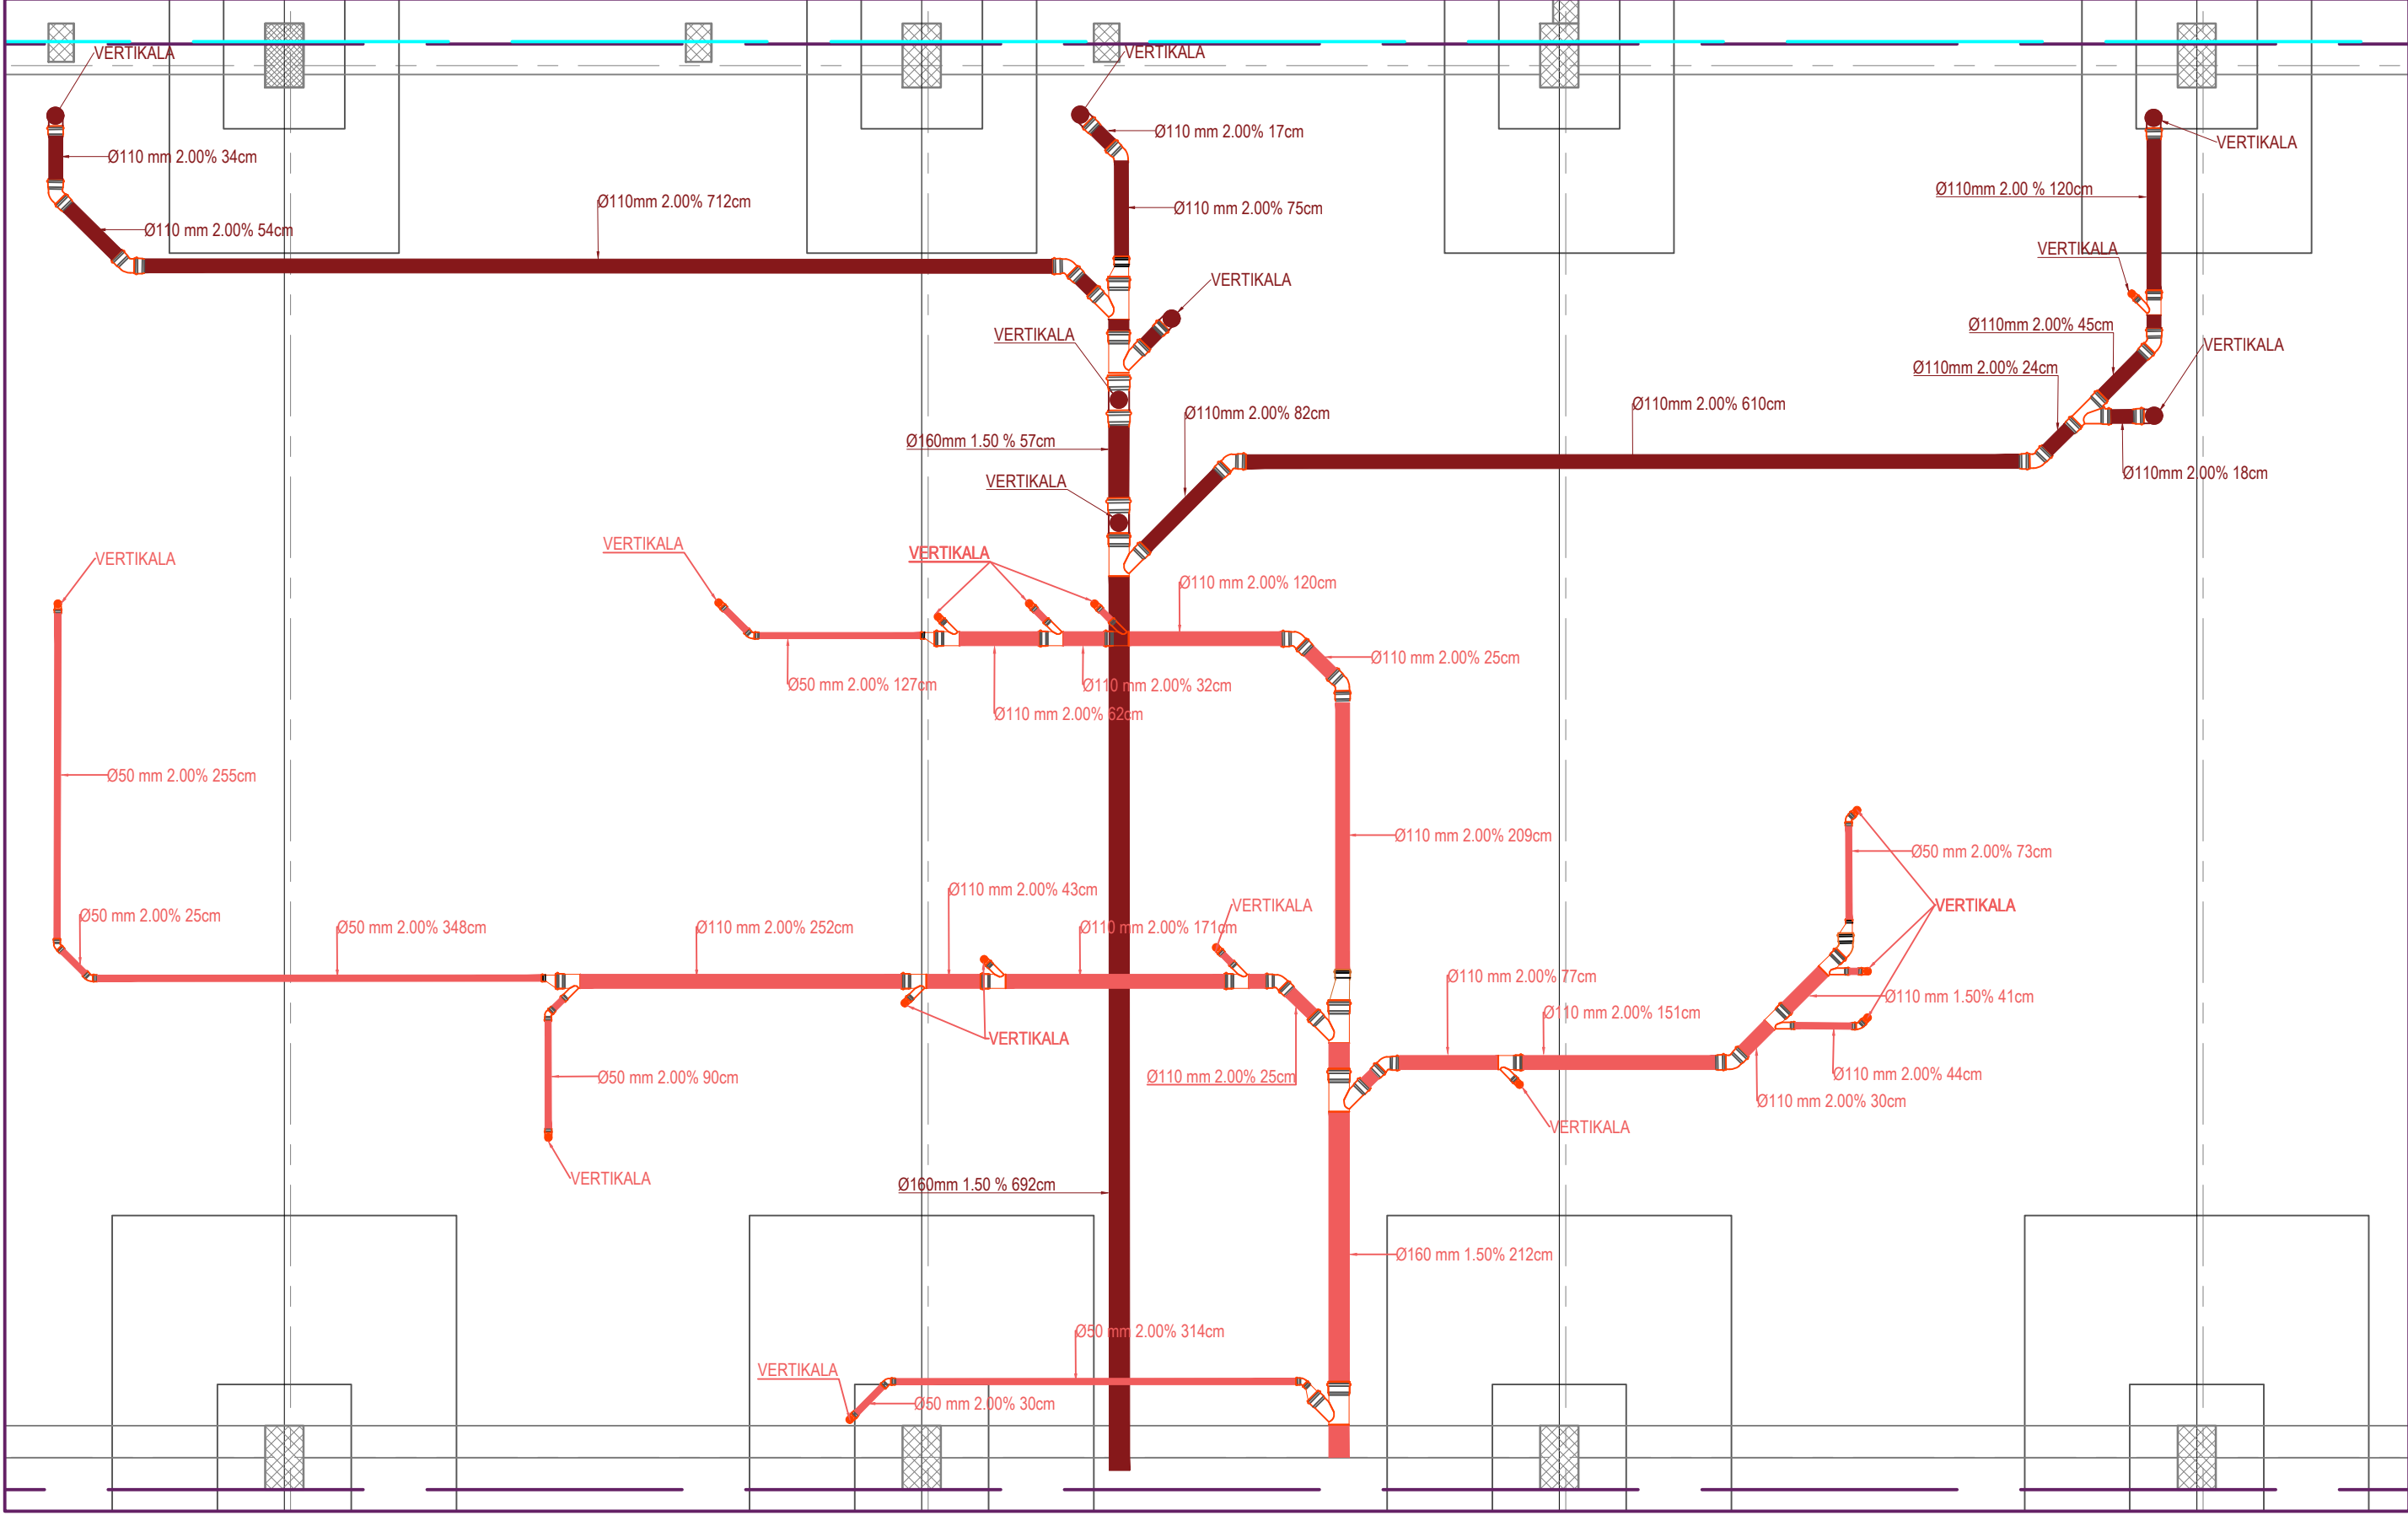 VERTIKALA
VERTIKALA
Ø110 mm 2.00% 17cm
VERTIKALA
Ø110 mm 2.00% 34cm
Ø110mm 2.00 % 120cm
Ø110mm 2.00% 712cm
Ø110 mm 2.00% 75cm
Ø110 mm 2.00% 54cm
VERTIKALA
VERTIKALA
Ø110mm 2.00% 45cm
VERTIKALA
VERTIKALA
Ø110mm 2.00% 24cm
Ø110mm 2.00% 82cm
Ø110mm 2.00% 610cm
Ø160mm 1.50 % 57cm
Ø110mm 2.00% 18cm
VERTIKALA
VERTIKALA
VERTIKALA
VERTIKALA
Ø110 mm 2.00% 120cm
Ø110 mm 2.00% 25cm
Ø50 mm 2.00% 127cm
Ø110 mm 2.00% 32cm
Ø110 mm 2.00% 62cm
Ø50 mm 2.00% 255cm
Ø110 mm 2.00% 209cm
Ø50 mm 2.00% 73cm
Ø110 mm 2.00% 43cm
VERTIKALA
VERTIKALA
Ø50 mm 2.00% 25cm
Ø50 mm 2.00% 348cm
Ø110 mm 2.00% 252cm
Ø110 mm 2.00% 171cm
Ø110 mm 2.00% 77cm
Ø110 mm 1.50% 41cm
Ø110 mm 2.00% 151cm
VERTIKALA
Ø50 mm 2.00% 90cm
Ø110 mm 2.00% 25cm
Ø110 mm 2.00% 44cm
Ø110 mm 2.00% 30cm
VERTIKALA
VERTIKALA
Ø160mm 1.50 % 692cm
Ø160 mm 1.50% 212cm
Ø50 mm 2.00% 314cm
VERTIKALA
Ø50 mm 2.00% 30cm